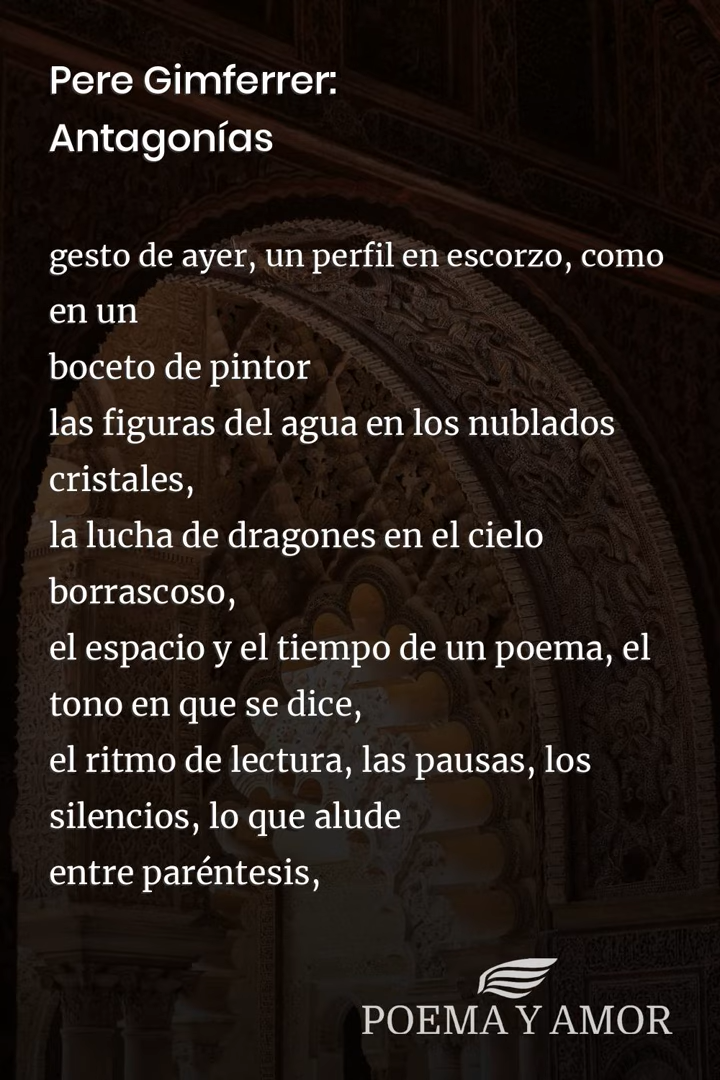 Pere Gimferrer:
Antagonías
gesto de ayer, un perfil en escorzo, como
en un
boceto de pintor
las figuras del agua en los nublados
cristales,
la lucha de dragones en el cielo
borrascoso,
el espacio y el tiempo de un poema, el
tono en que se dice,
el ritmo de lectura, las pausas, los
silencios, lo que alude
entre paréntesis,
POEMA Y AMOR